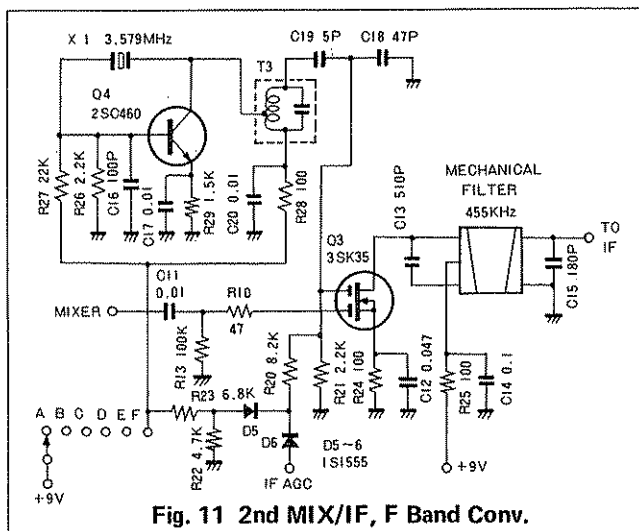 X 1 3,579MHz
C19 5P
C18 47P
T3
Q4
2SC460
R27 22K
R26 2.2K
C16 100P
C17 0.01
R29 1.5K
C20 0.01
R28 100
MECHANICAL
FILTER
455KHz
C13 510P
TO
IF
C15 180P
Q3
3SK35
C11
0.01
MIXER
R10
47
R13 100K
R20 8.2K
R21 2.2K
R24 100
C12 0.047
R25 100
C14 0.1
R23 6.8K
D5
R22 4.7K
D6
D5~6
1S1555
A B C D E F
+9V
IF AGC
+9V
Fig. 11 2nd MIX/IF, F Band Conv.